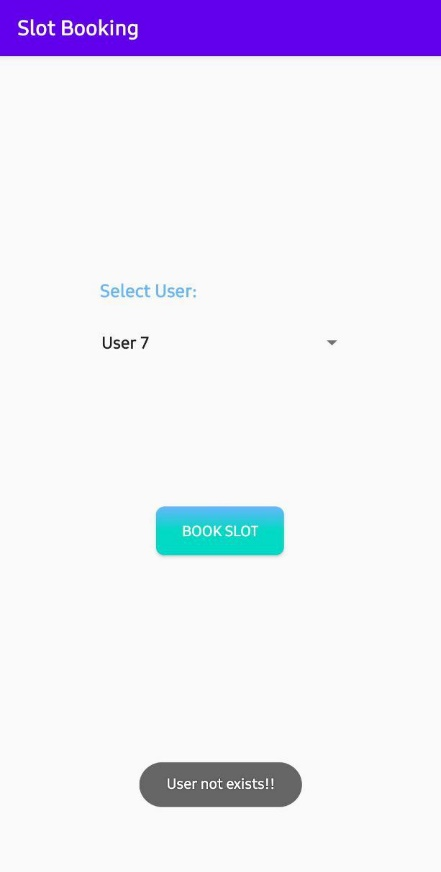 Slot Booking
Select User:
User 7
BOOK SLOT
User not exists!!